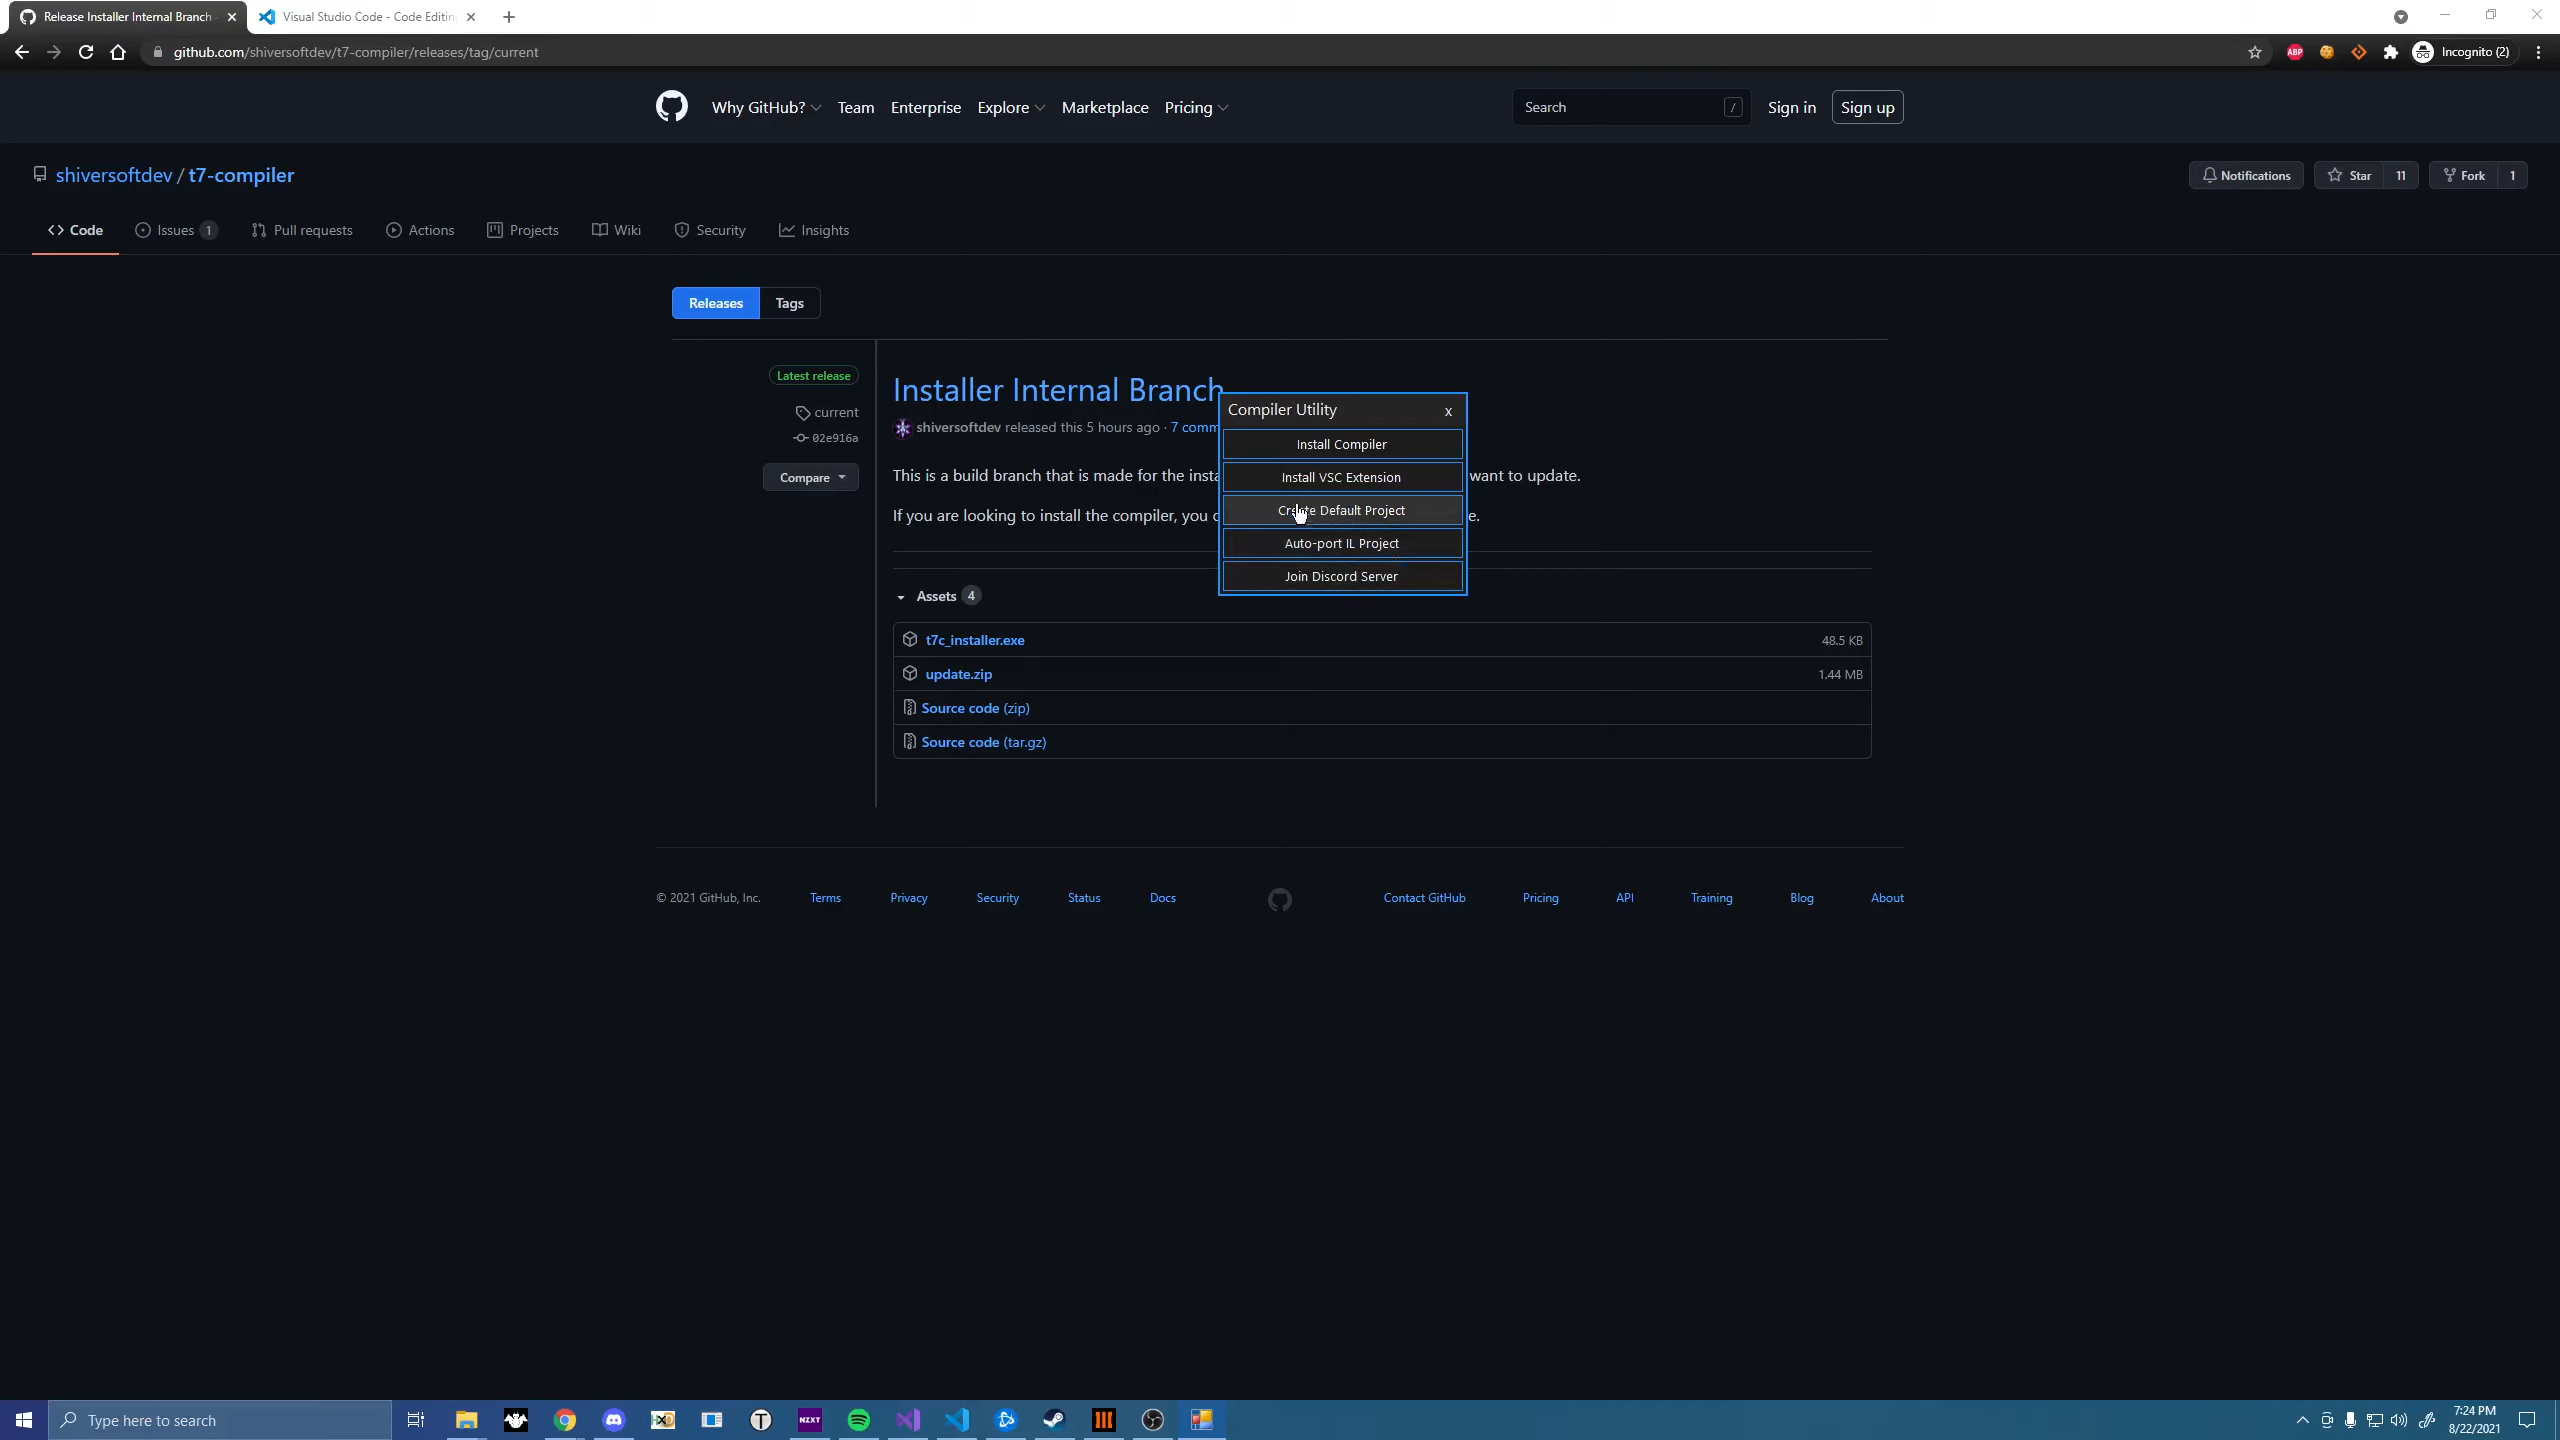 Release Installer Internal Branch
Visual Studio Code - Code Editin
github.com/shiversoftdev/t7-compiler/releases/tag/current
ABP
Incognito (2)
Why GitHub?
Team
Enterprise
Explore
Marketplace
Pricing
Search
/
Sign in
Sign up
shiversoftdev / t7-compiler
Notifications
Star
11
Fork
1
Code
Issues 1
Pull requests
Actions
Projects
Wiki
Security
Insights
Releases
Tags
Latest release
current
02e916a
Compare
Installer Internal Branch
shiversoftdev released this 5 hours ago · 7 comm
This is a build branch that is made for the insta
want to update.
If you are looking to install the compiler, you c
e.
Compiler Utility
x
Install Compiler
Install VSC Extension
Create Default Project
Auto-port IL Project
Join Discord Server
Assets 4
t7c_installer.exe
48.5 KB
update.zip
1.44 MB
Source code (zip)
Source code (tar.gz)
© 2021 GitHub, Inc.
Terms
Privacy
Security
Status
Docs
Contact GitHub
Pricing
API
Training
Blog
About
Type here to search
HxD
NZXT
7:24 PM
8/22/2021